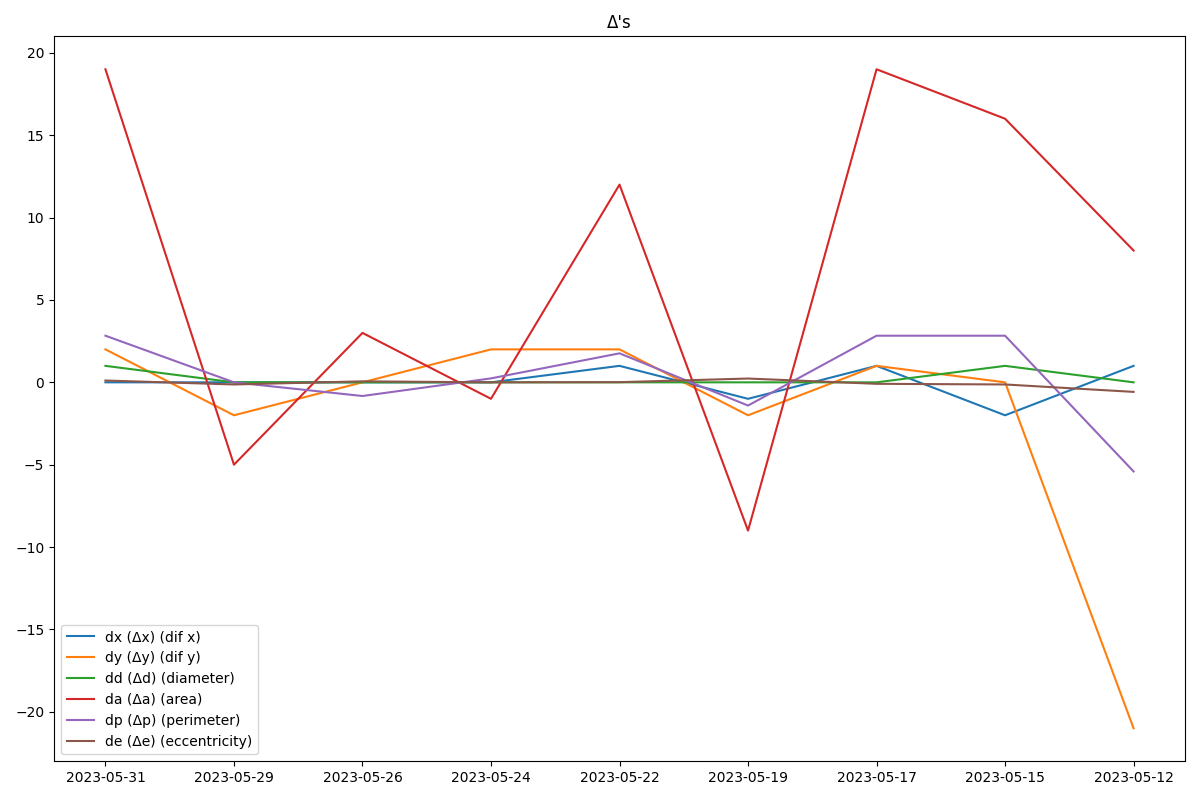 Δ's
20
15
10
5
0
−5
−10
−15
−20
dx (Δx) (dif x)
dy (Δy) (dif y)
dd (Δd) (diameter)
da (Δa) (area)
dp (Δp) (perimeter)
de (Δe) (eccentricity)
2023-05-31 2023-05-29 2023-05-26 2023-05-24 2023-05-22 2023-05-19 2023-05-17 2023-05-15 2023-05-12